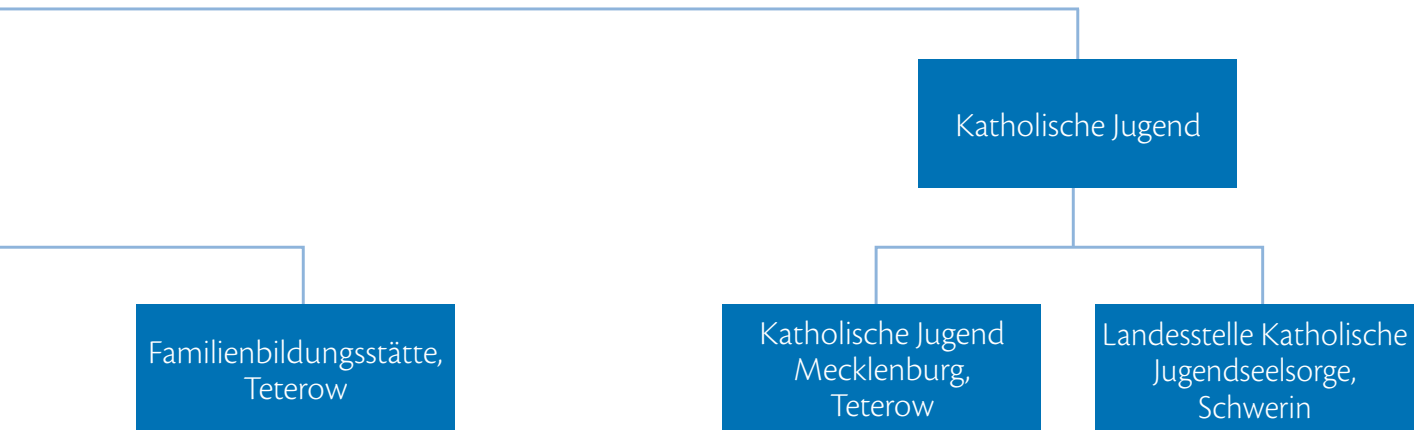 Katholische Jugend
Familienbildungsstätte,
Teterow
Katholische Jugend
Mecklenburg,
Teterow
Landesstelle Katholische
Jugendseelsorge,
Schwerin